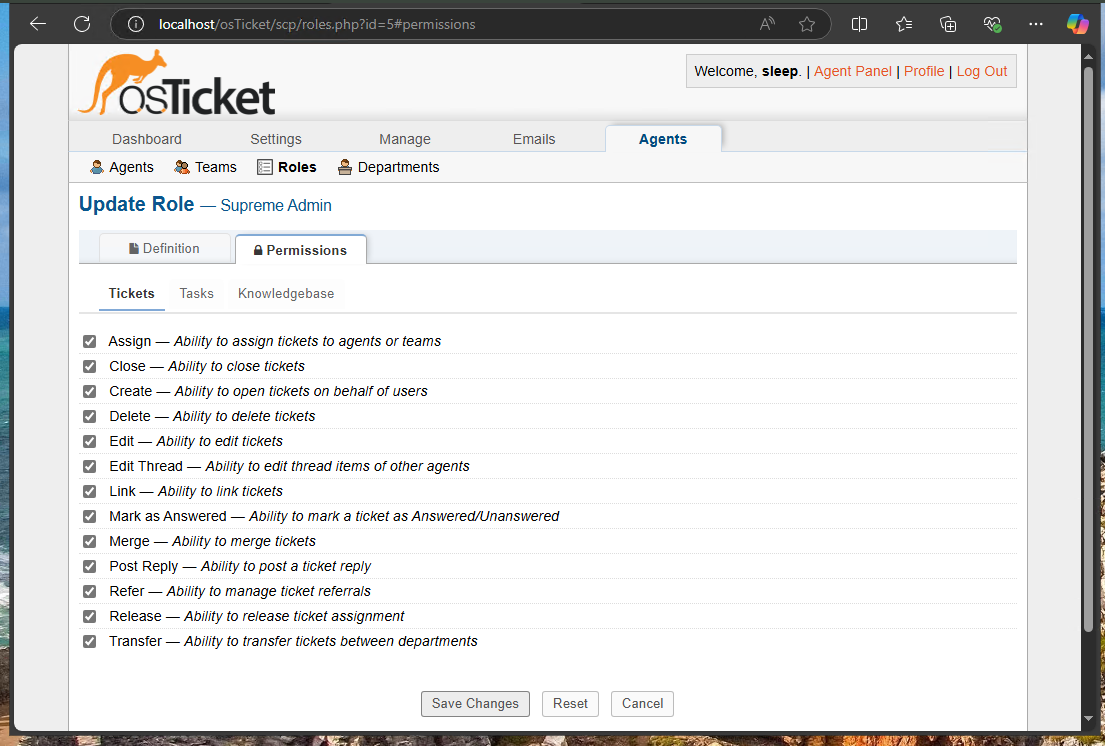 localhost/osTicket/scp/roles.php?id=5#permissions
osTicket
Welcome, sleep. | Agent Panel | Profile | Log Out
Dashboard Settings Manage Emails Agents
Agents Teams Roles Departments
Update Role — Supreme Admin
Definition Permissions
Tickets Tasks Knowledgebase
Assign — Ability to assign tickets to agents or teams
Close — Ability to close tickets
Create — Ability to open tickets on behalf of users
Delete — Ability to delete tickets
Edit — Ability to edit tickets
Edit Thread — Ability to edit thread items of other agents
Link — Ability to link tickets
Mark as Answered — Ability to mark a ticket as Answered/Unanswered
Merge — Ability to merge tickets
Post Reply — Ability to post a ticket reply
Refer — Ability to manage ticket referrals
Release — Ability to release ticket assignment
Transfer — Ability to transfer tickets between departments
Save Changes Reset Cancel